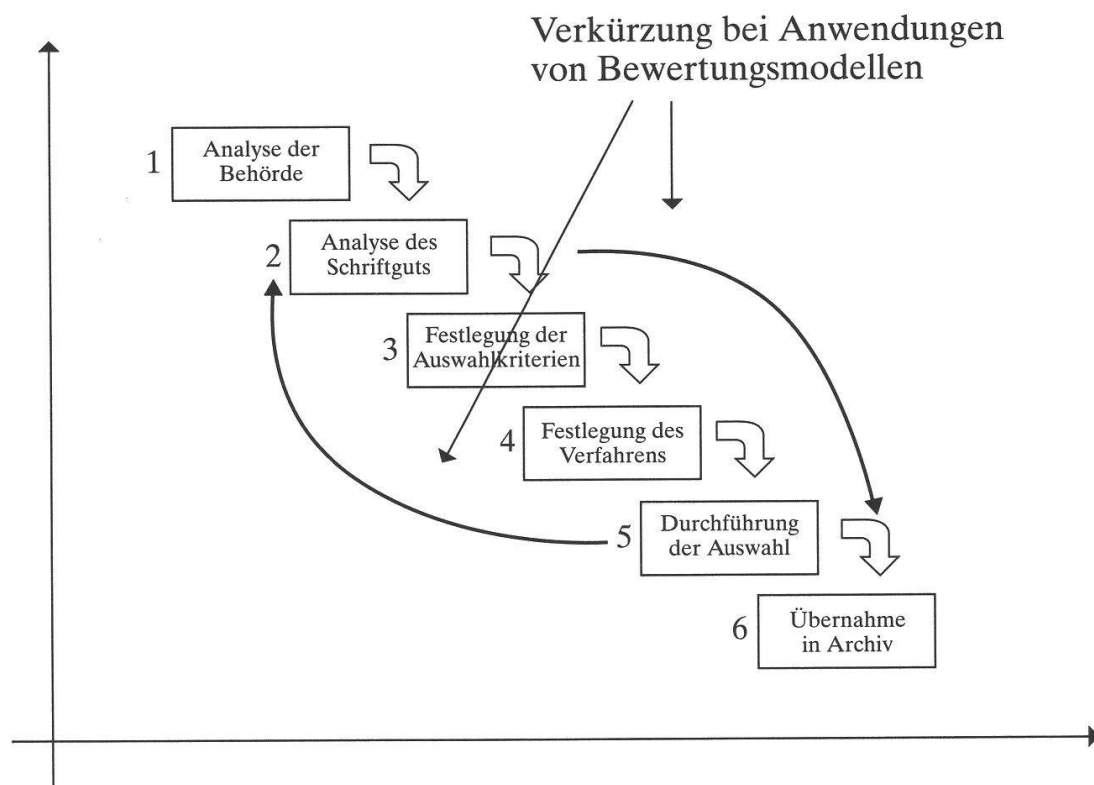 Verkürzung bei Anwendungen
von Bewertungsmodellen
1
Analyse der
Behörde
2
Analyse des
Schriftguts
3
Festlegung der
Auswahlkriterien
4
Festlegung des
Verfahrens
5
Durchführung
der Auswahl
6
Übernahme
in Archiv